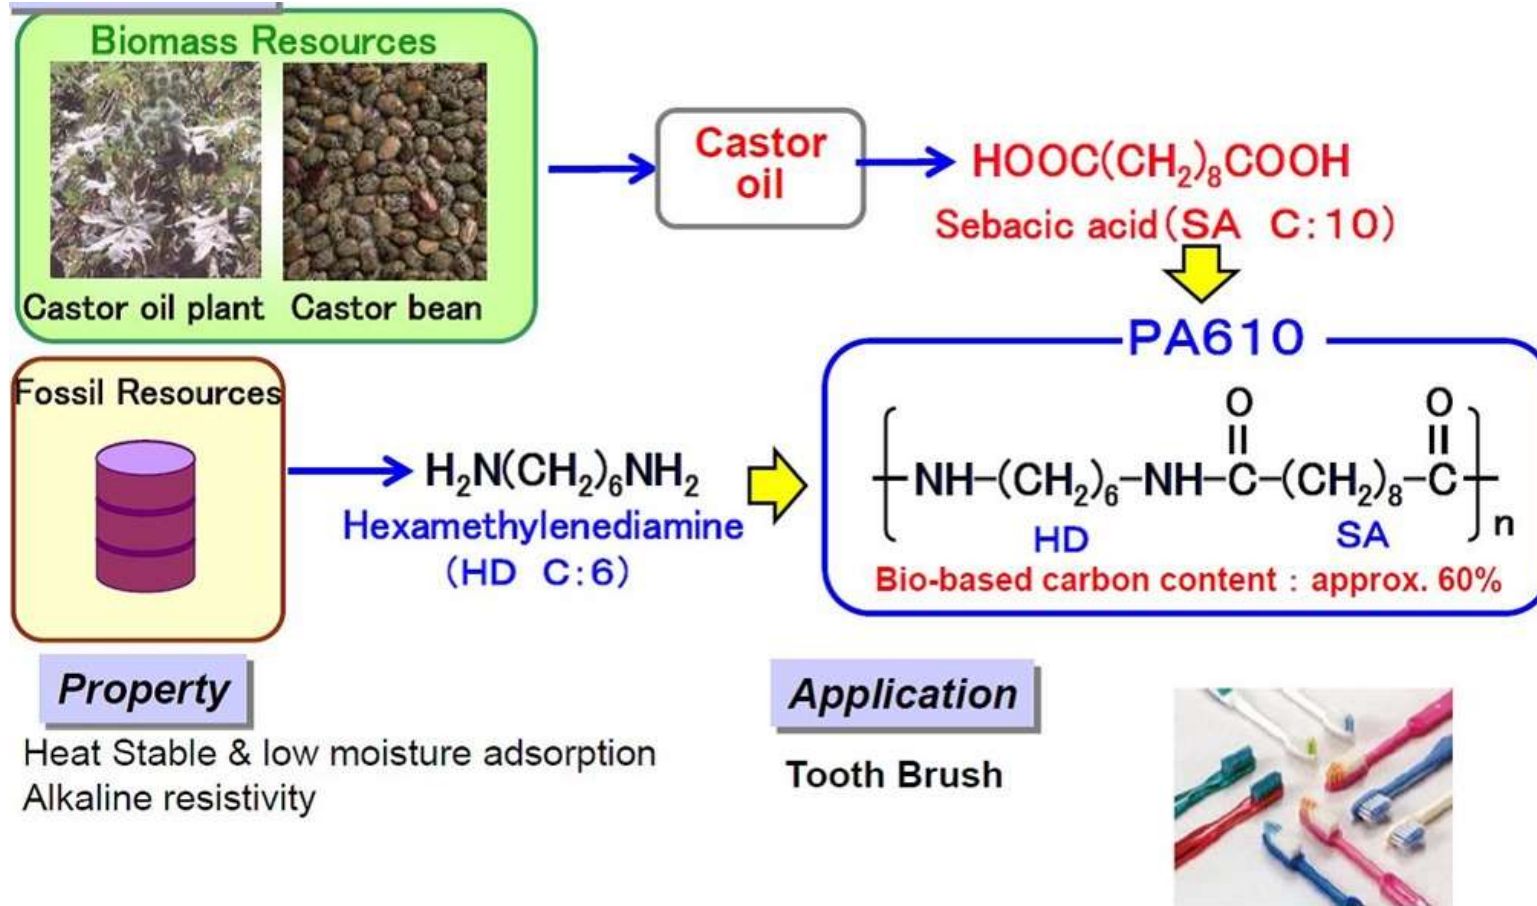 Biomass Resources
Castor oil plant
Castor bean
Castor
oil
HOOC(CH₂)₈COOH
Sebacic acid(SA C:10)
PA610
Fossil Resources
H₂N(CH₂)₆NH₂
Hexamethylenediamine
(HD C:6)
O O
NH-(CH₂)₆-NH-C-(CH₂)₈-C
n
HD SA
Bio-based carbon content : approx. 60%
Property
Heat Stable & low moisture adsorption
Alkaline resistivity
Application
Tooth Brush